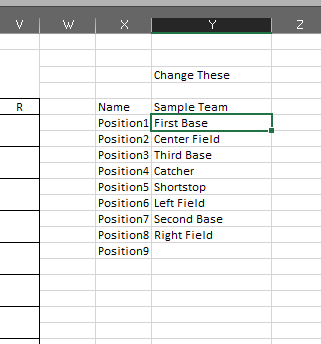 V W X Y Z
Change These
R Name Sample Team
Position1 First Base
Position2 Center Field
Position3 Third Base
Position4 Catcher
Position5 Shortstop
Position6 Left Field
Position7 Second Base
Position8 Right Field
Position9